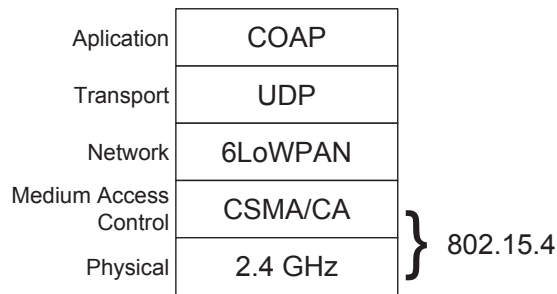 Aplication COAP
Transport UDP
Network 6LoWPAN
Medium Access
Control CSMA/CA
Physical 2.4 GHz
} 802.15.4